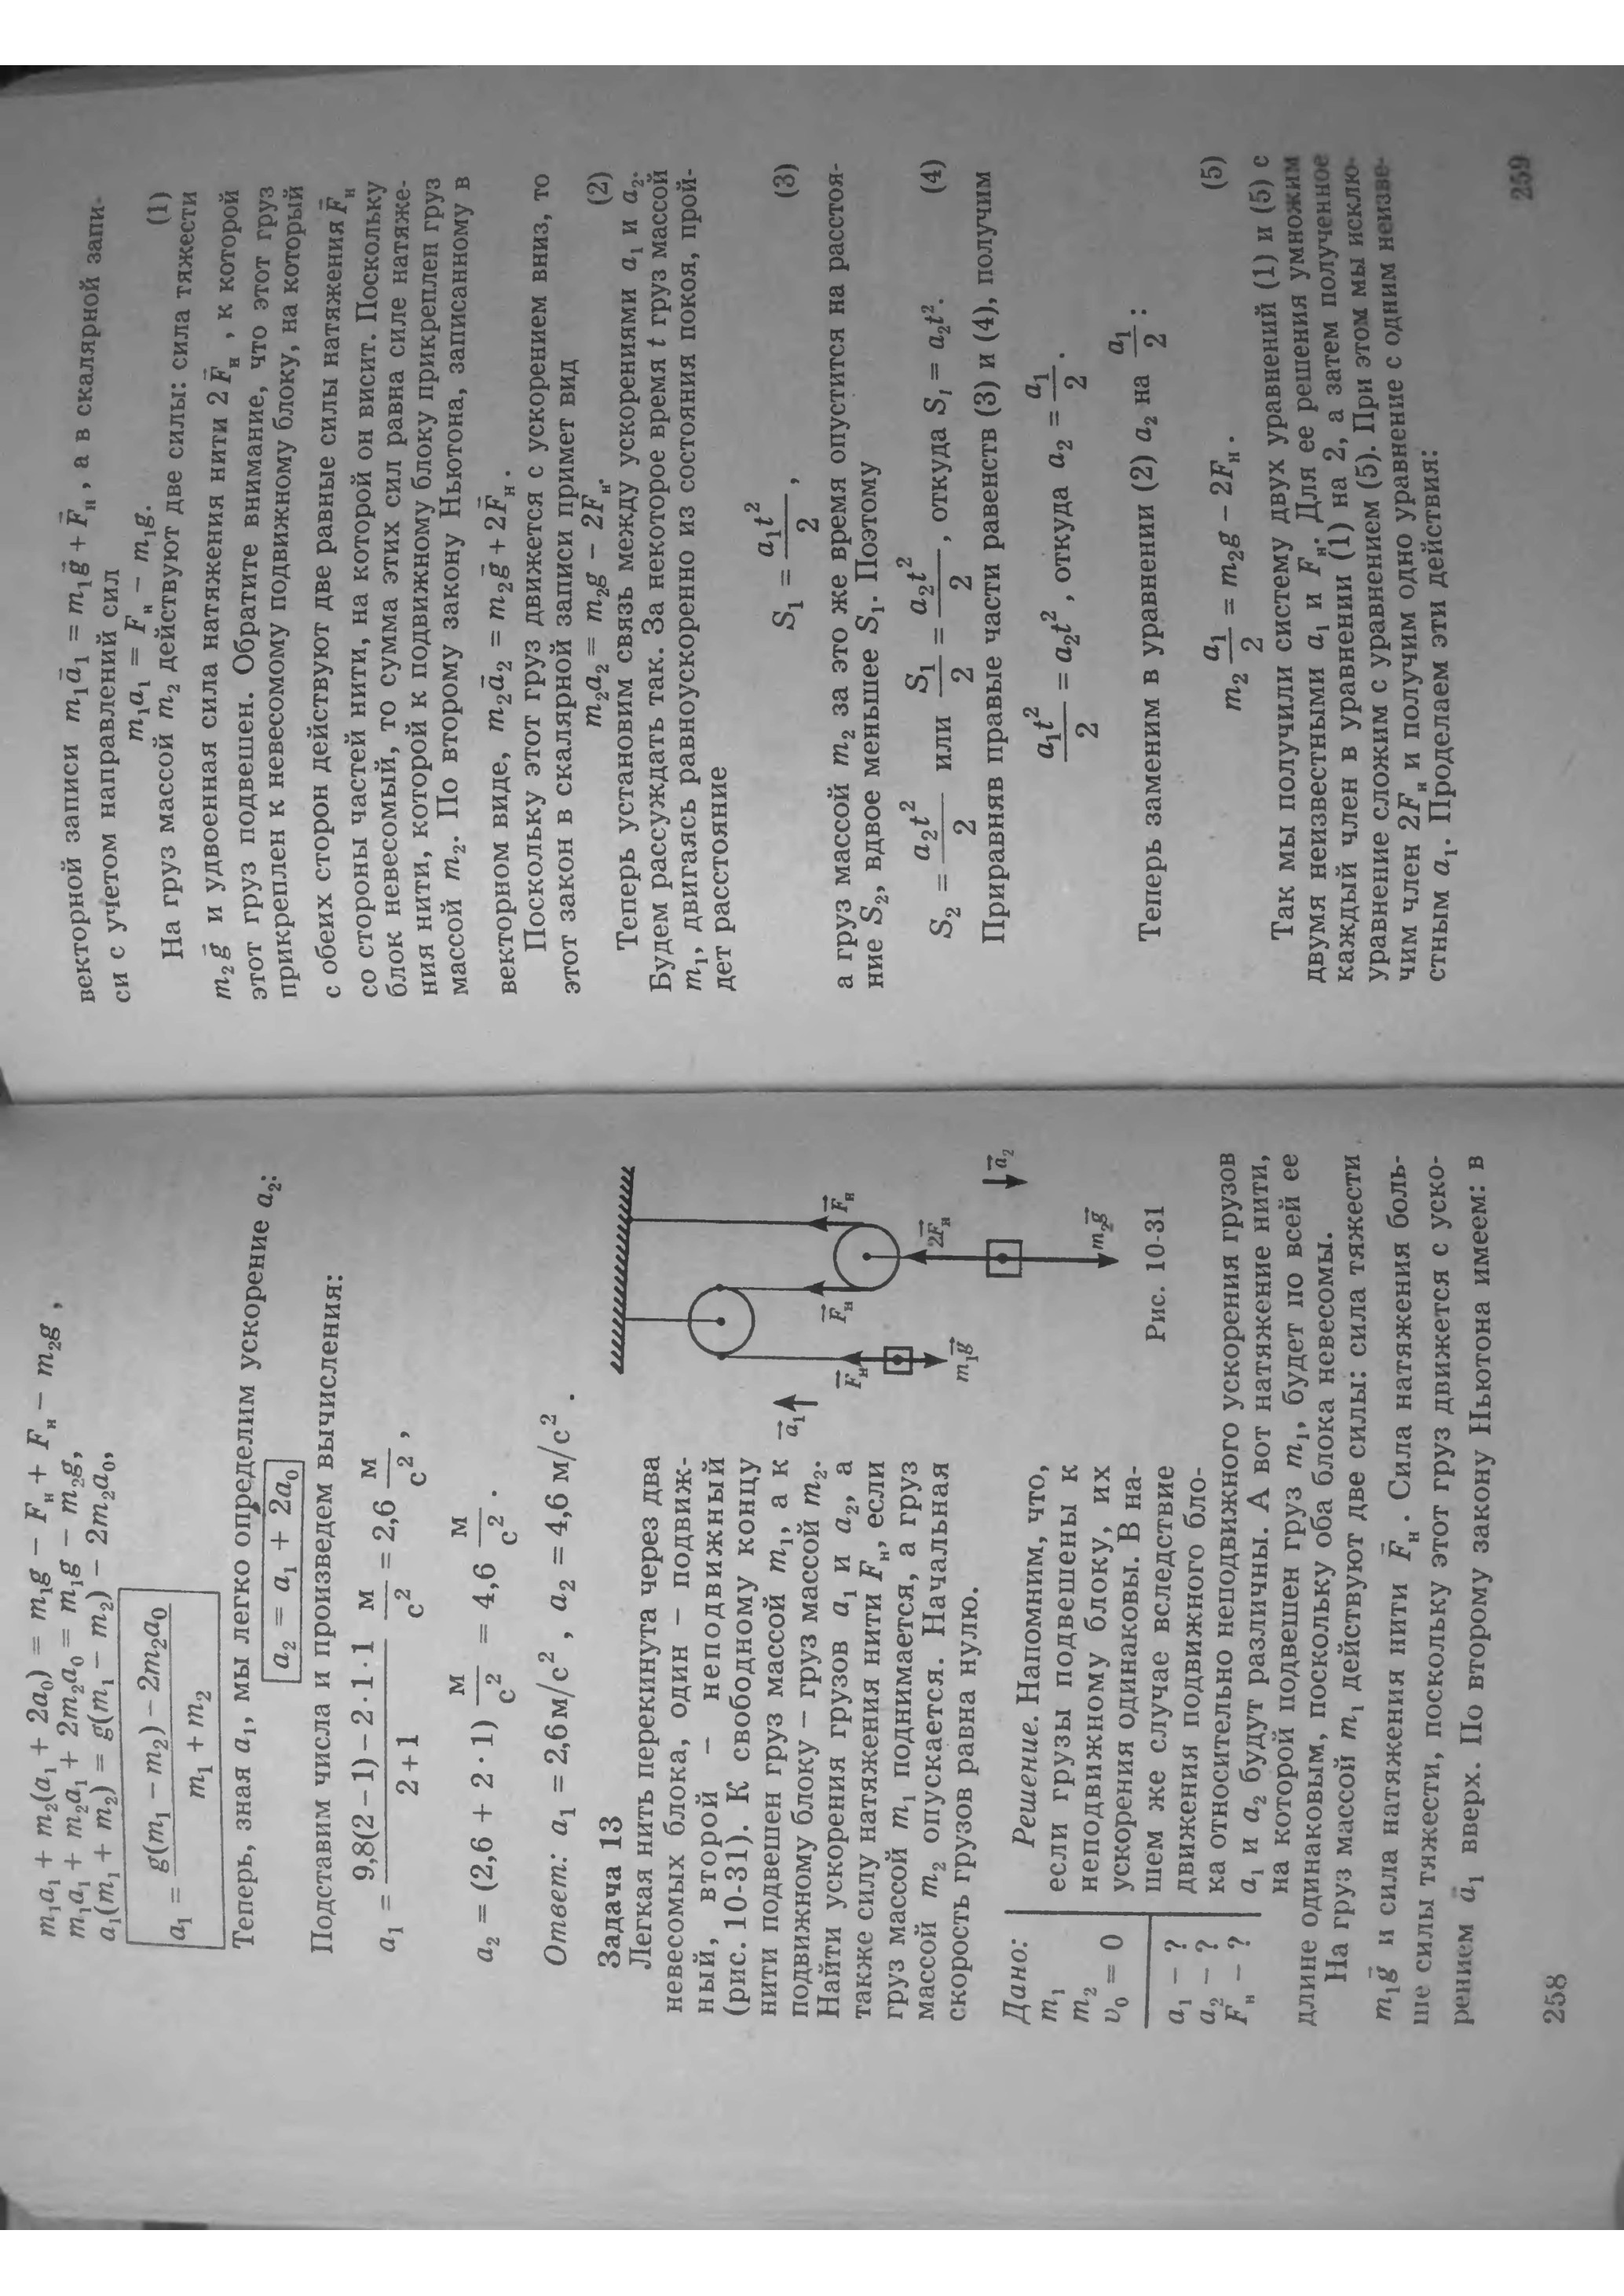 m₁a₁ + m₂(a₁ + 2a₀) = m₁g − Fн + Fн − m₂g ,
m₁a₁ + m₂a₁ + 2m₂a₀ = m₁g − m₂g,
a₁(m₁ + m₂) = g(m₁ − m₂) − 2m₂a₀,
a₁ = (g(m₁ − m₂) − 2m₂a₀)/(m₁ + m₂)
Теперь, зная a₁, мы легко определим ускорение a₂:
a₂ = a₁ + 2a₀
Подставим числа и произведем вычисления:
a₁ = (9,8(2 − 1) − 2 · 1 · 1)/(2 + 1) м/с² = 2,6 м/с² ,
a₂ = (2,6 + 2 · 1) м/с² = 4,6 м/с² .
Ответ: a₁ = 2,6 м/с² , a₂ = 4,6 м/с² .
Задача 13
Легкая нить перекинута через два
невесомых блока, один – подвиж-
ный, второй – неподвижный
(рис. 10-31). К свободному концу
нити подвешен груз массой m₁, а к
подвижному блоку – груз массой m₂.
Найти ускорения грузов a₁ и a₂, а
также силу натяжения нити Fн, если
груз массой m₁ поднимается, а груз
массой m₂ опускается. Начальная
скорость грузов равна нулю.
a⃗₁
F⃗н
m₁g⃗
F⃗н
F⃗н
2F⃗н
m₂g⃗
a⃗₂
Рис. 10-31
Дано:
m₁
m₂
v₀ = 0
a₁ – ?
a₂ – ?
Fн – ?
Решение. Напомним, что,
если грузы подвешены к
неподвижному блоку, их
ускорения одинаковы. В на-
шем же случае вследствие
движения подвижного бло-
ка относительно неподвижного ускорения грузов
a₁ и a₂ будут различны. А вот натяжение нити,
на которой подвешен груз m₁, будет по всей ее
длине одинаковым, поскольку оба блока невесомы.
На груз массой m₁ действуют две силы: сила тяжести
m₁g⃗ и сила натяжения нити F⃗н . Сила натяжения боль-
ше силы тяжести, поскольку этот груз движется с уско-
рением a⃗₁ вверх. По второму закону Ньютона имеем: в
258
векторной записи m₁a⃗₁ = m₁g⃗ + F⃗н , а в скалярной запи-
си с учетом направлений сил
m₁a₁ = Fн − m₁g. (1)
На груз массой m₂ действуют две силы: сила тяжести
m₂g⃗ и удвоенная сила натяжения нити 2F⃗н , к которой
этот груз подвешен. Обратите внимание, что этот груз
прикреплен к невесомому подвижному блоку, на который
с обеих сторон действуют две равные силы натяжения F⃗н
со стороны частей нити, на которой он висит. Поскольку
блок невесомый, то сумма этих сил равна силе натяже-
ния нити, которой к подвижному блоку прикреплен груз
массой m₂. По второму закону Ньютона, записанному в
векторном виде, m₂a⃗₂ = m₂g⃗ + 2F⃗н .
Поскольку этот груз движется с ускорением вниз, то
этот закон в скалярной записи примет вид
m₂a₂ = m₂g − 2Fн. (2)
Теперь установим связь между ускорениями a₁ и a₂.
Будем рассуждать так. За некоторое время t груз массой
m₁, двигаясь равноускоренно из состояния покоя, прой-
дет расстояние
S₁ = a₁t²/2 , (3)
а груз массой m₂ за это же время опустится на расстоя-
ние S₂, вдвое меньшее S₁. Поэтому
S₂ = a₂t²/2 или S₁/2 = a₂t²/2 , откуда S₁ = a₂t². (4)
Приравняв правые части равенств (3) и (4), получим
a₁t²/2 = a₂t² , откуда a₂ = a₁/2 .
Теперь заменим в уравнении (2) a₂ на a₁/2 :
m₂ a₁/2 = m₂g − 2Fн . (5)
Так мы получили систему двух уравнений (1) и (5) с
двумя неизвестными a₁ и Fн. Для ее решения умножим
каждый член в уравнении (1) на 2, а затем полученное
уравнение сложим с уравнением (5). При этом мы исклю-
чим член 2Fн и получим одно уравнение с одним неизве-
стным a₁. Проделаем эти действия:
259